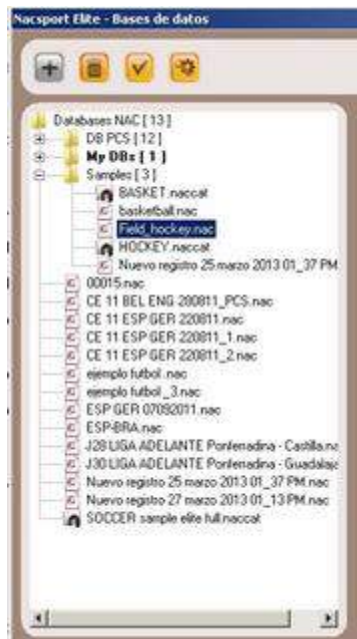 Nacsport Elite - Bases de datos
Databases NAC [ 13 ]
DB PCS [ 12 ]
My DBs [ 1 ]
Samples [ 3 ]
BASKET.naccat
basketball.nac
Field_hockey.nac
HOCKEY.naccat
Nuevo registro 25 marzo 2013 01_37 PM
00015.nac
CE 11 BEL ENG 280811_PCS.nac
CE 11 ESP GER 220811.nac
CE 11 ESP GER 220811_1.nac
CE 11 ESP GER 220811_2.nac
ejemplo futbol .nac
ejemplo futbol _3.nac
ESP GER 07092011.nac
ESP-BRA.nac
J28 LIGA ADELANTE Ponferradina - Castilla.na
J30 LIGA ADELANTE Ponferradina - Guadalaja
Nuevo registro 25 marzo 2013 01_37 PM.nac
Nuevo registro 27 marzo 2013 01_13 PM.nac
SOCCER sample elite full.naccat